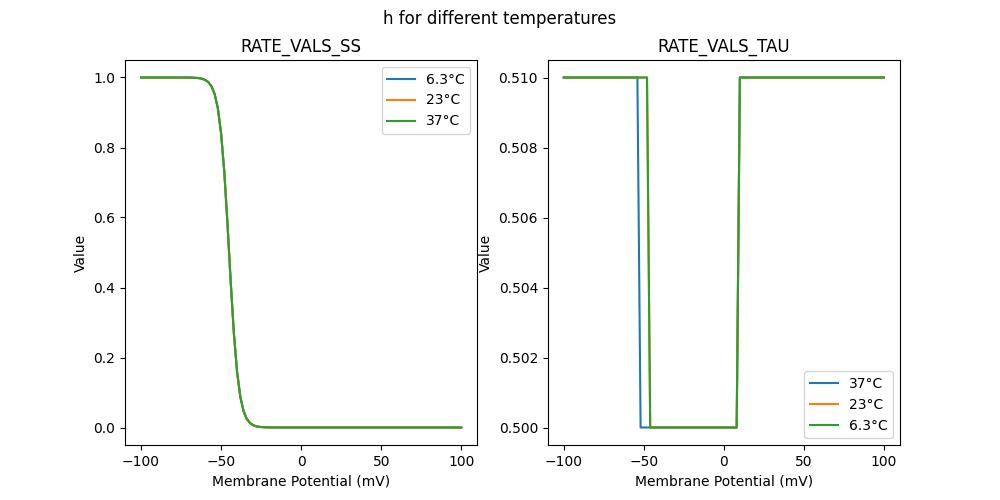 h for different temperatures
RATE_VALS_SS
1.0
0.8
0.6
0.4
0.2
0.0
Value
−100
−50
0
50
100
Membrane Potential (mV)
6.3°C
23°C
37°C
RATE_VALS_TAU
0.510
0.508
0.506
0.504
0.502
0.500
Value
−100
−50
0
50
100
Membrane Potential (mV)
37°C
23°C
6.3°C